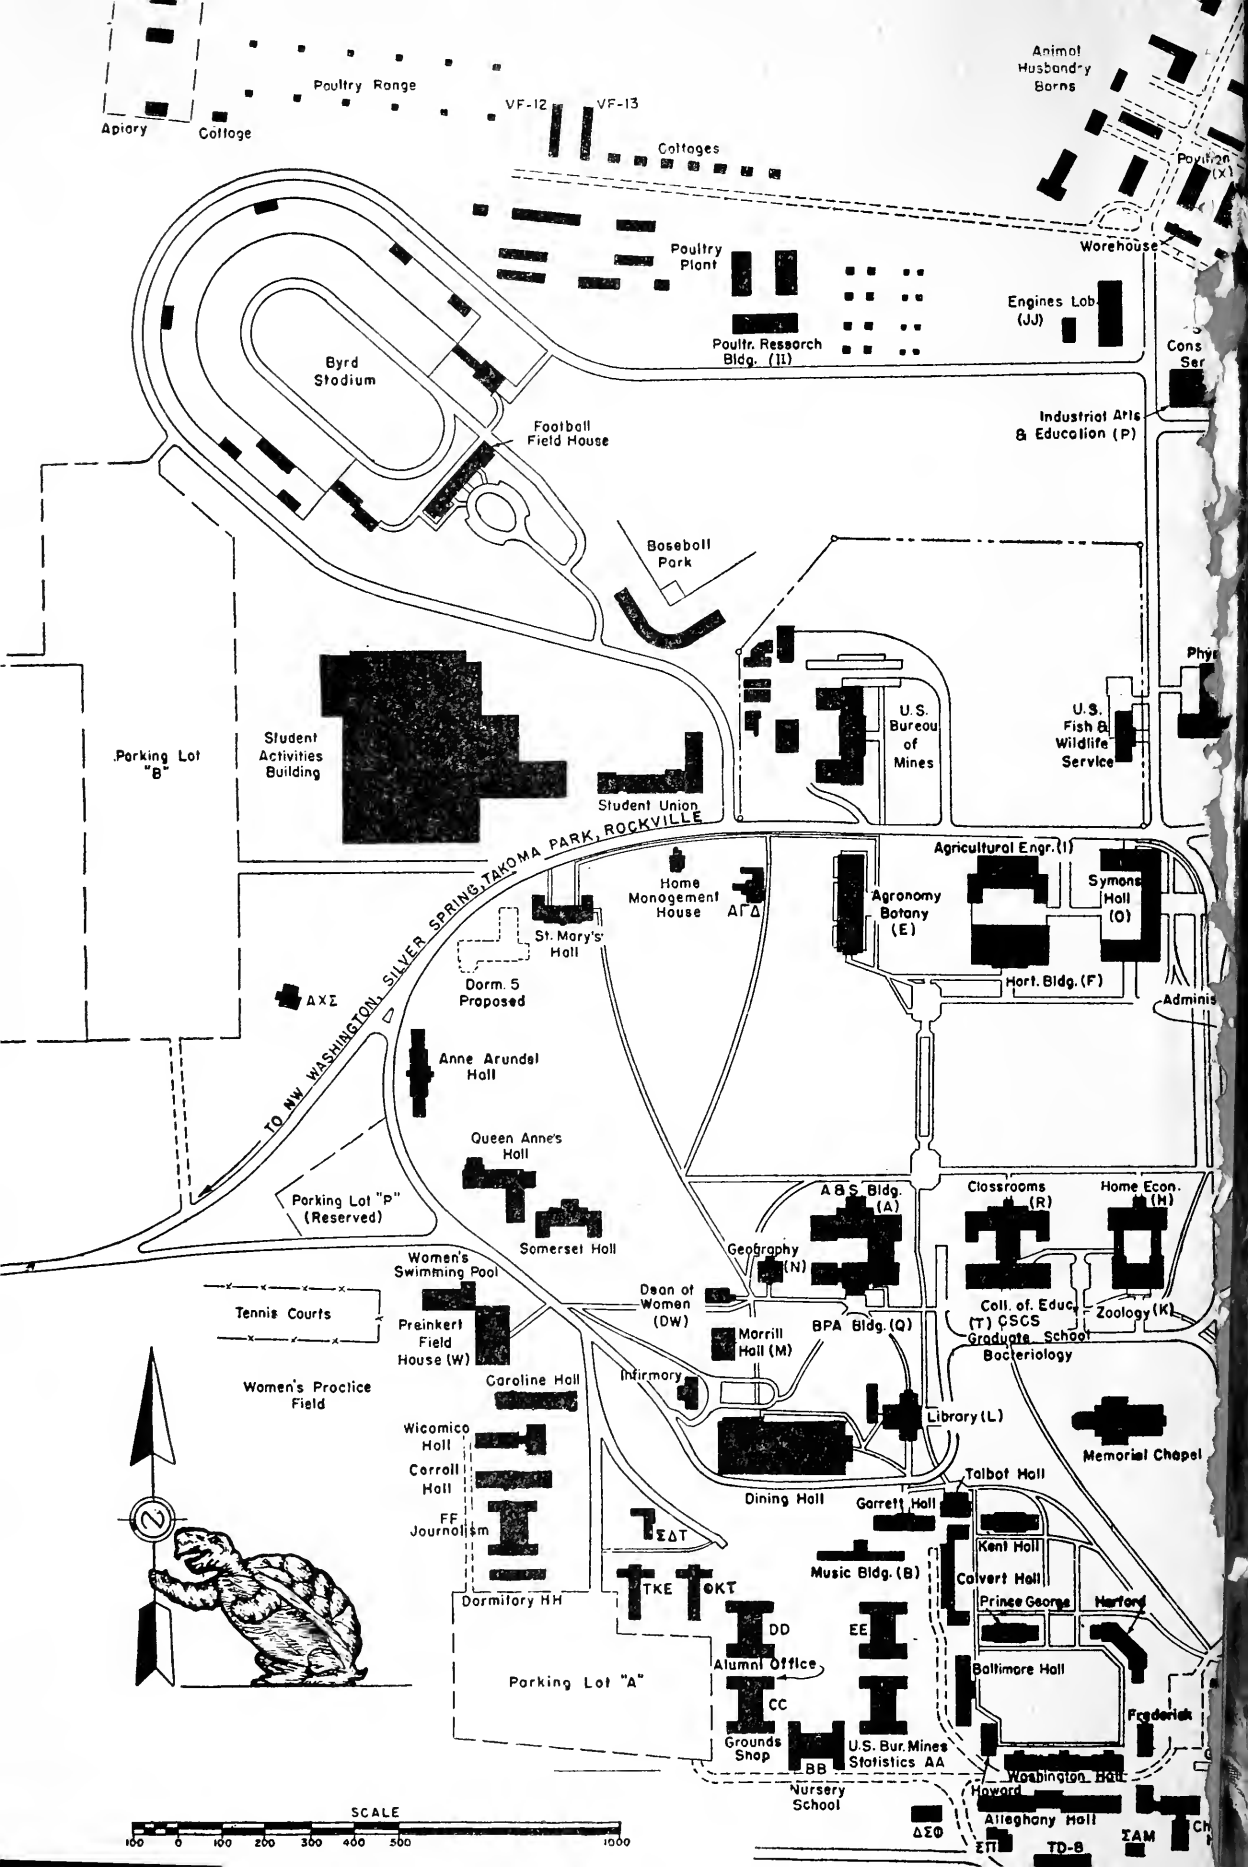 Animal
Husbandry
Barns
Poultry Range
VF-12
VF-13
Apiary
Cottage
Cottages
Pavilion
(X)
Warehouse
Poultry
Plant
Engines Lab.
(JJ)
Poultr. Research
Bldg. (II)
Cons
Ser
Byrd
Stadium
Industrial Arts
& Education (P)
Football
Field House
Baseball
Park
Phy
U.S.
Bureau
of
Mines
U.S.
Fish &
Wildlife
Service
Student
Activities
Building
Parking Lot
"B"
Student Union
TO NW WASHINGTON, SILVER SPRING, TAKOMA PARK, ROCKVILLE
Agricultural Engr. (I)
Home
Management
House
ΑΓΔ
Agronomy
Botany
(E)
Symons
Hall
(O)
St. Mary's
Hall
Hort. Bldg. (F)
Dorm. 5
Proposed
ΔΧΣ
Adminis
Anne Arundel
Hall
Queen Anne's
Hall
Parking Lot "P"
(Reserved)
A & S Bldg.
(A)
Classrooms
(R)
Home Econ.
(H)
Somerset Hall
Geography
(N)
Women's
Swimming Pool
Dean of
Women
(DW)
Tennis Courts
Preinkert
Field
House (W)
BPA Bldg. (Q)
Coll. of Educ.
(T) CSCS
Graduate School
Bacteriology
Zoology (K)
Morrill
Hall (M)
Women's Practice
Field
Caroline Hall
Infirmary
Library (L)
Memorial Chapel
Wicomico
Hall
Carroll
Hall
Talbot Hall
Dining Hall
Garrett Hall
FF
Journalism
ΣΔΤ
Kent Hall
N
Music Bldg. (B)
Calvert Hall
Dormitory HH
TKE
ΦΚΤ
Prince George
Harford
DD
EE
Alumni Office
Baltimore Hall
Parking Lot "A"
CC
Frederick
Grounds
Shop
U.S. Bur. Mines
Statistics AA
BB
Washington Hall
Nursery
School
Howard
Alleghany Hall
Ch
SCALE
100 0 100 200 300 400 500 1000
ΔΣΦ
ΣΠ
TD-8
ΣΑΜ